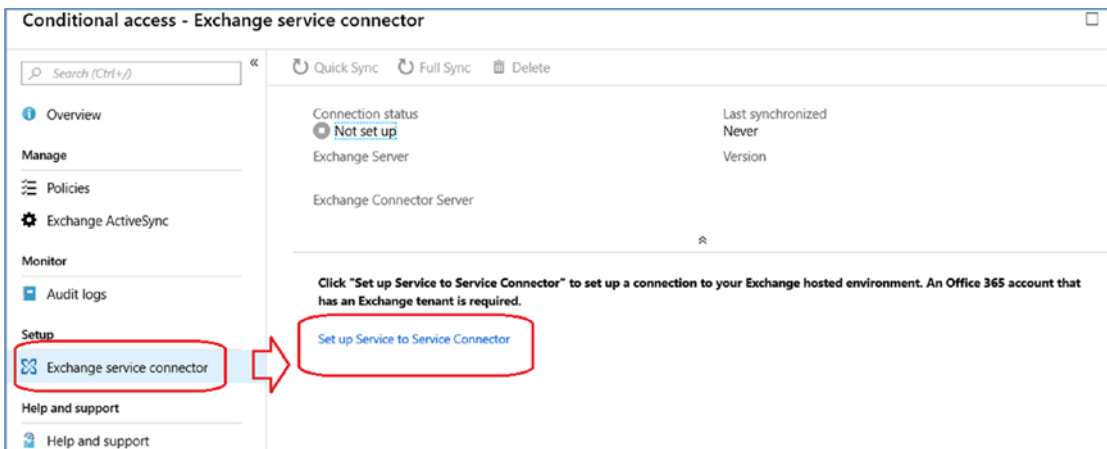 Conditional access - Exchange service connector
Search (Ctrl+/)
«
Quick Sync Full Sync Delete
Overview
Manage
Policies
Exchange ActiveSync
Monitor
Audit logs
Setup
Exchange service connector
Help and support
Help and support
Connection status
Not set up
Last synchronized
Never
Exchange Server
Version
Exchange Connector Server
Click "Set up Service to Service Connector" to set up a connection to your Exchange hosted environment. An Office 365 account that
has an Exchange tenant is required.
Set up Service to Service Connector